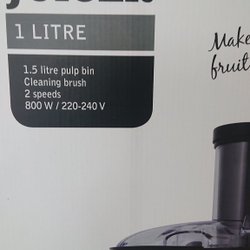 1 LITRE
1.5 litre pulp bin
Cleaning brush
2 speeds
800 W / 220-240 V
Make
fruit